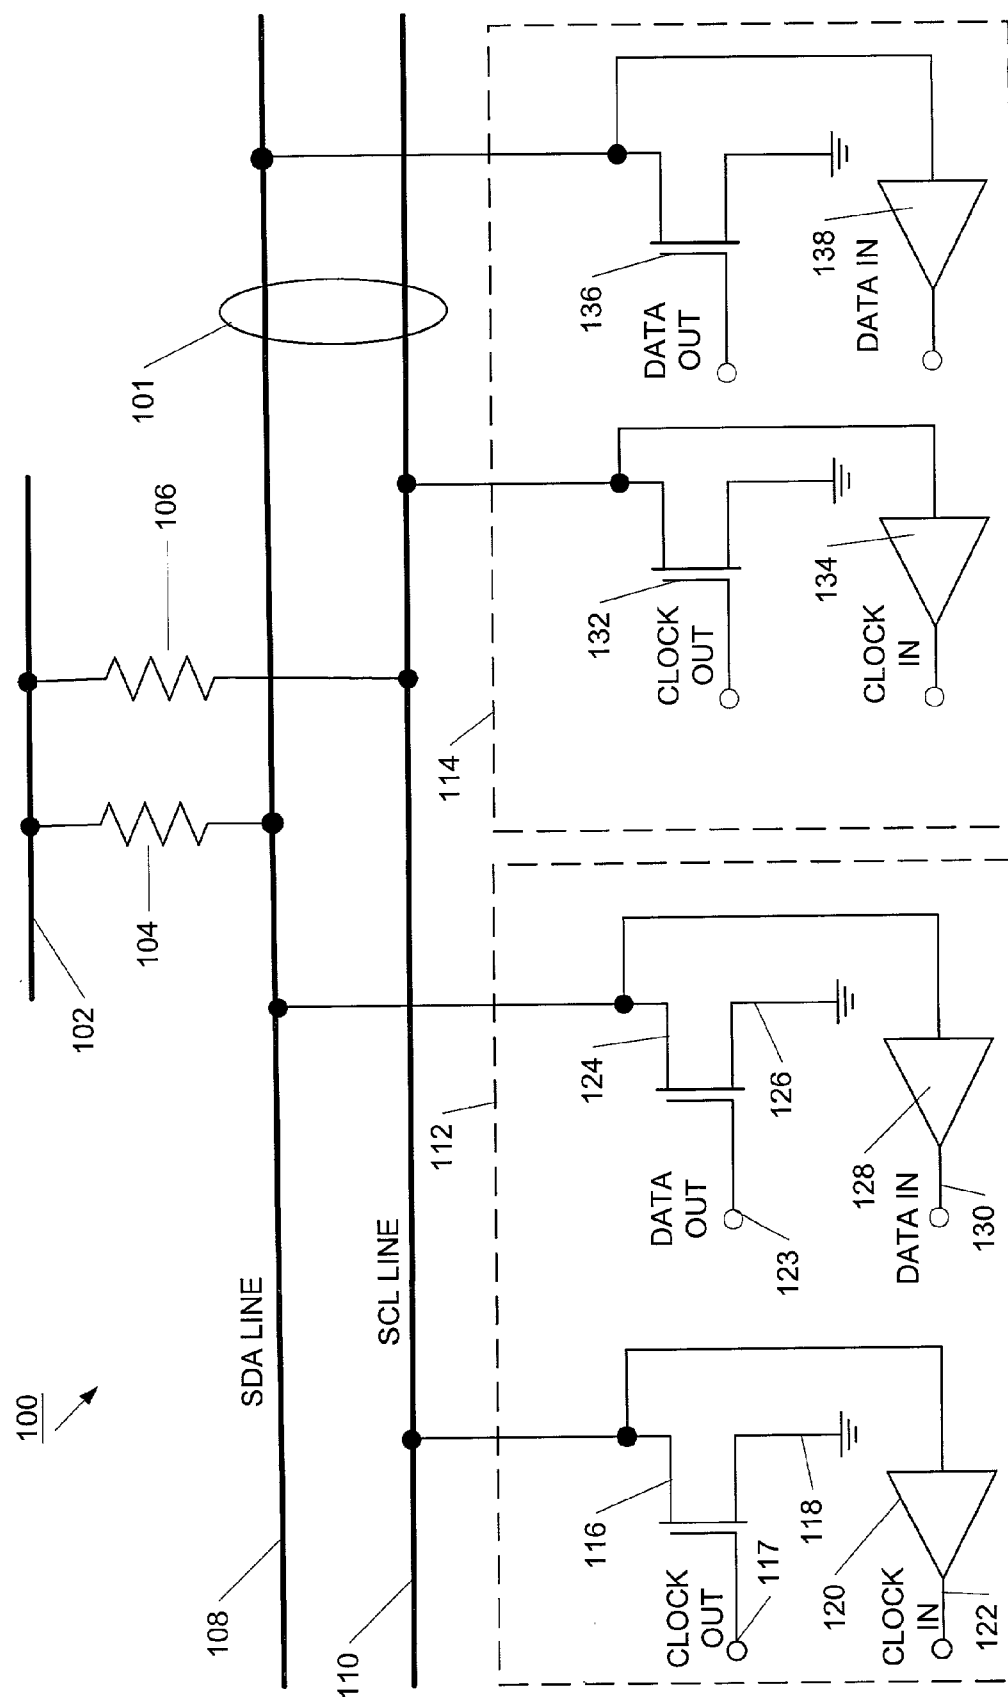 100
102
104
106
101
108
SDA LINE
110
SCL LINE
112
114
116
CLOCK
OUT
117
118
120
CLOCK
IN
122
124
DATA
OUT
123
126
128
DATA IN
130
132
CLOCK
OUT
134
CLOCK
IN
136
DATA
OUT
138
DATA IN